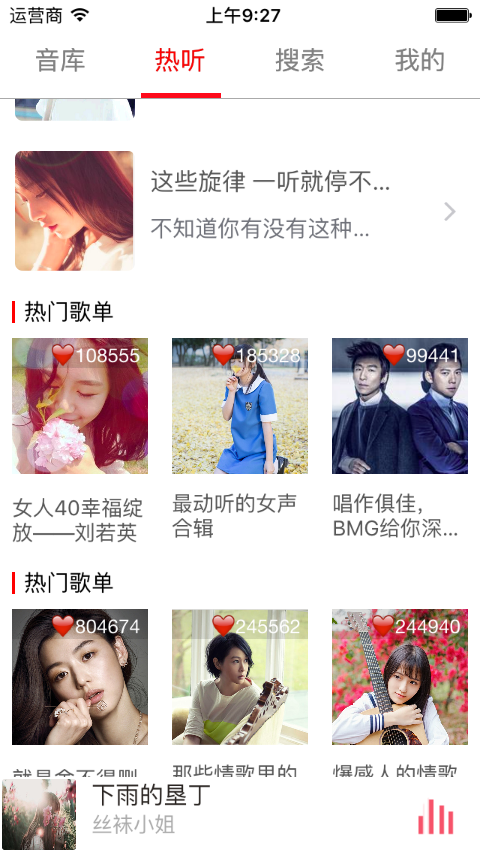 运营商 上午9:27
音库 热听 搜索 我的
这些旋律 一听就停不...
不知道你有没有这种...
热门歌单
108555 185328 99441
女人40幸福绽
放——刘若英
最动听的女声
合辑
唱作俱佳，
BMG给你深...
热门歌单
804674 245562 244940
就是舍不得删
那些情歌里的
爆感人的情歌
下雨的垦丁
丝袜小姐